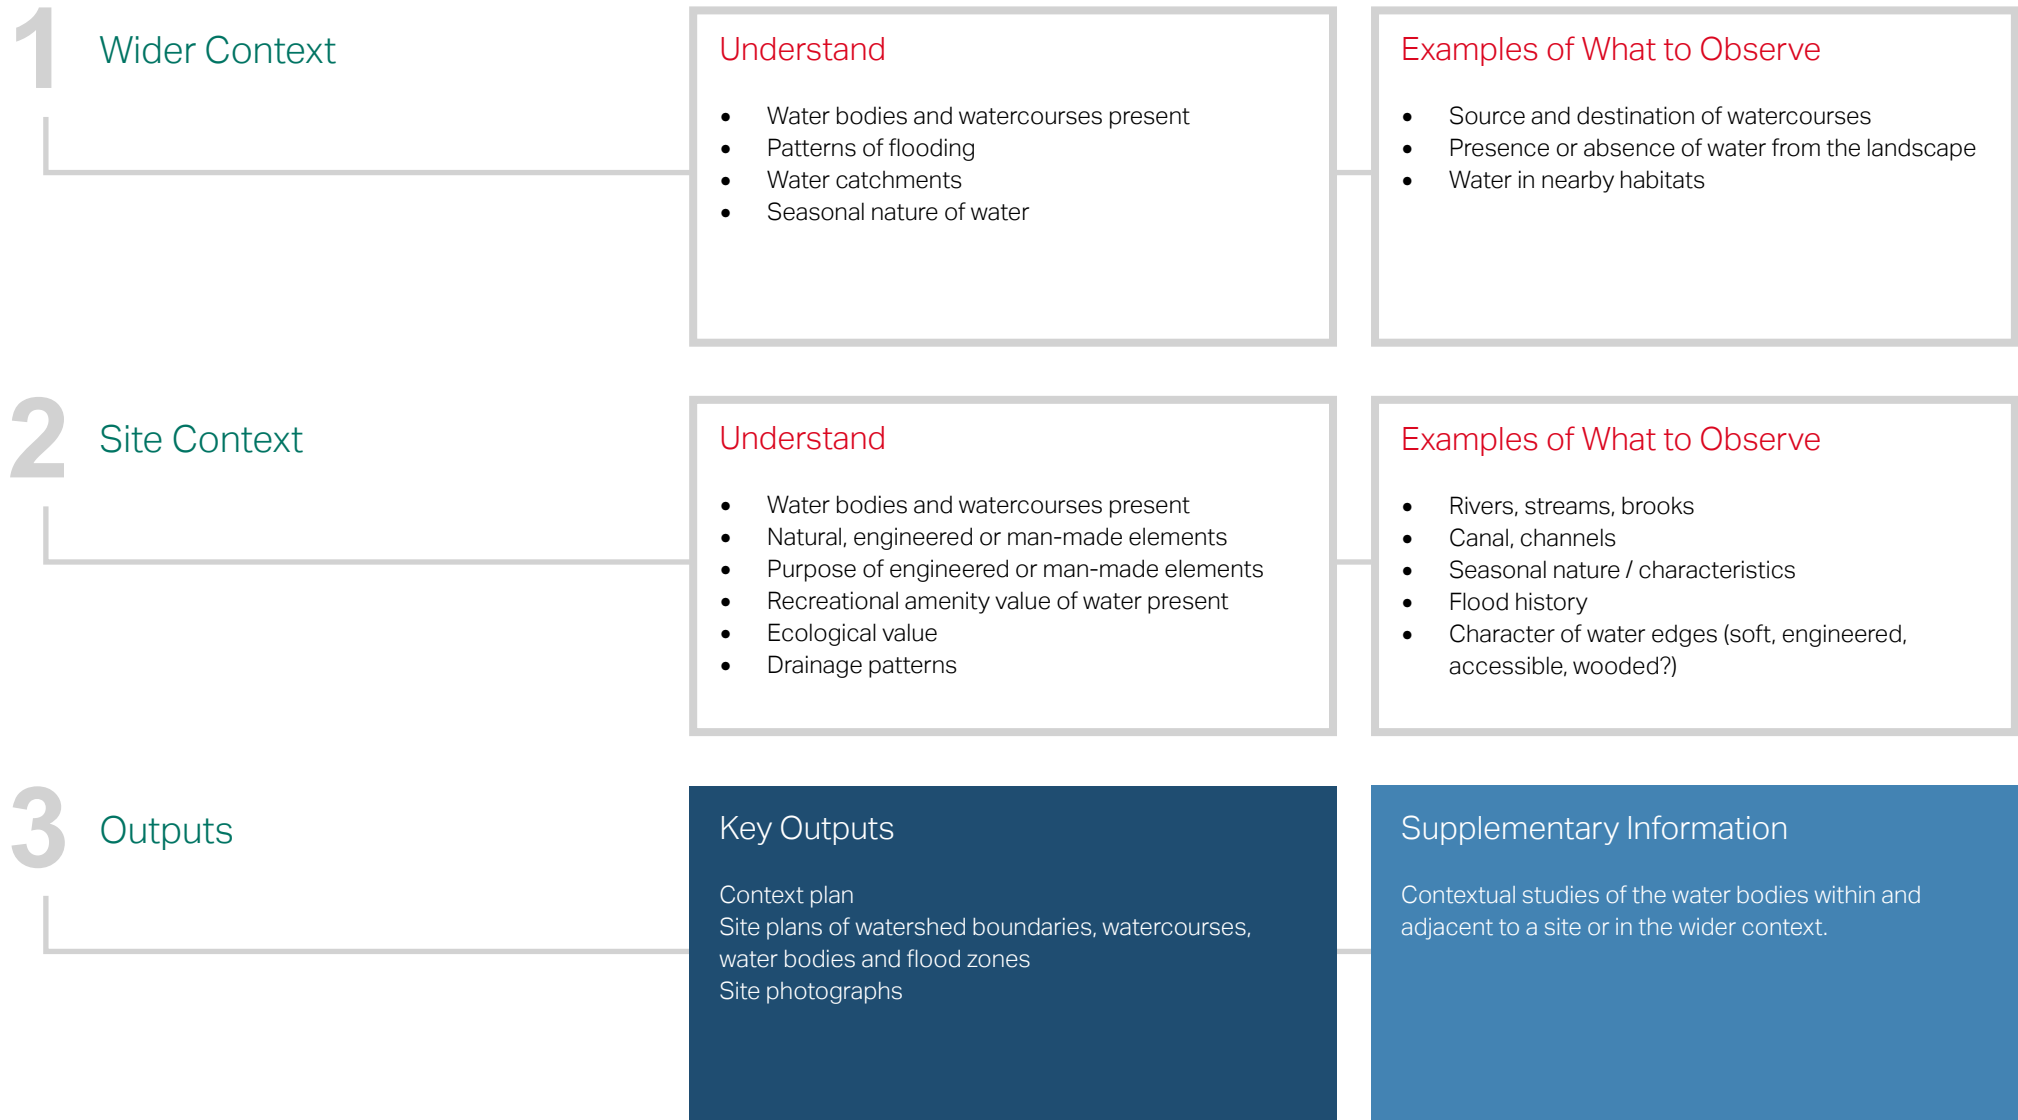 1
Wider Context
Understand
• Water bodies and watercourses present
• Patterns of flooding
• Water catchments
• Seasonal nature of water
Examples of What to Observe
• Source and destination of watercourses
• Presence or absence of water from the landscape
• Water in nearby habitats
2
Site Context
Understand
• Water bodies and watercourses present
• Natural, engineered or man-made elements
• Purpose of engineered or man-made elements
• Recreational amenity value of water present
• Ecological value
• Drainage patterns
Examples of What to Observe
• Rivers, streams, brooks
• Canal, channels
• Seasonal nature / characteristics
• Flood history
• Character of water edges (soft, engineered,
accessible, wooded?)
3
Outputs
Key Outputs
Context plan
Site plans of watershed boundaries, watercourses,
water bodies and flood zones
Site photographs
Supplementary Information
Contextual studies of the water bodies within and
adjacent to a site or in the wider context.